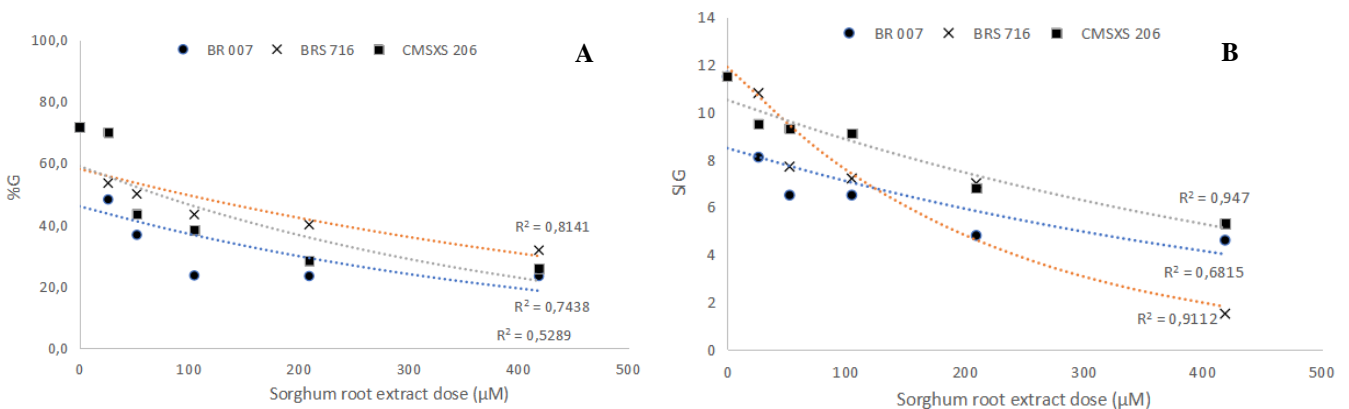 100,0
80,0
60,0
40,0
20,0
0,0
%G
BR 007 BRS 716 CMSXS 206
A
R² = 0,8141
R² = 0,7438
R² = 0,5289
0 100 200 300 400 500
Sorghum root extract dose (µM)
14
12
10
8
6
4
2
0
SI G
BR 007 BRS 716 CMSXS 206
B
R² = 0,947
R² = 0,6815
R² = 0,9112
0 100 200 300 400 500
Sorghum root extract dose (µM)